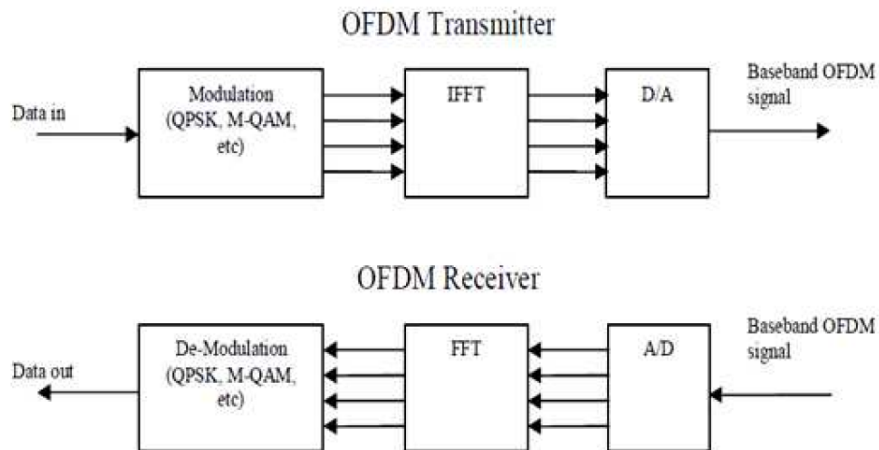 OFDM Transmitter
Data in
Modulation
(QPSK, M-QAM,
etc)
IFFT
D/A
Baseband OFDM
signal
OFDM Receiver
Data out
De-Modulation
(QPSK, M-QAM,
etc)
FFT
A/D
Baseband OFDM
signal